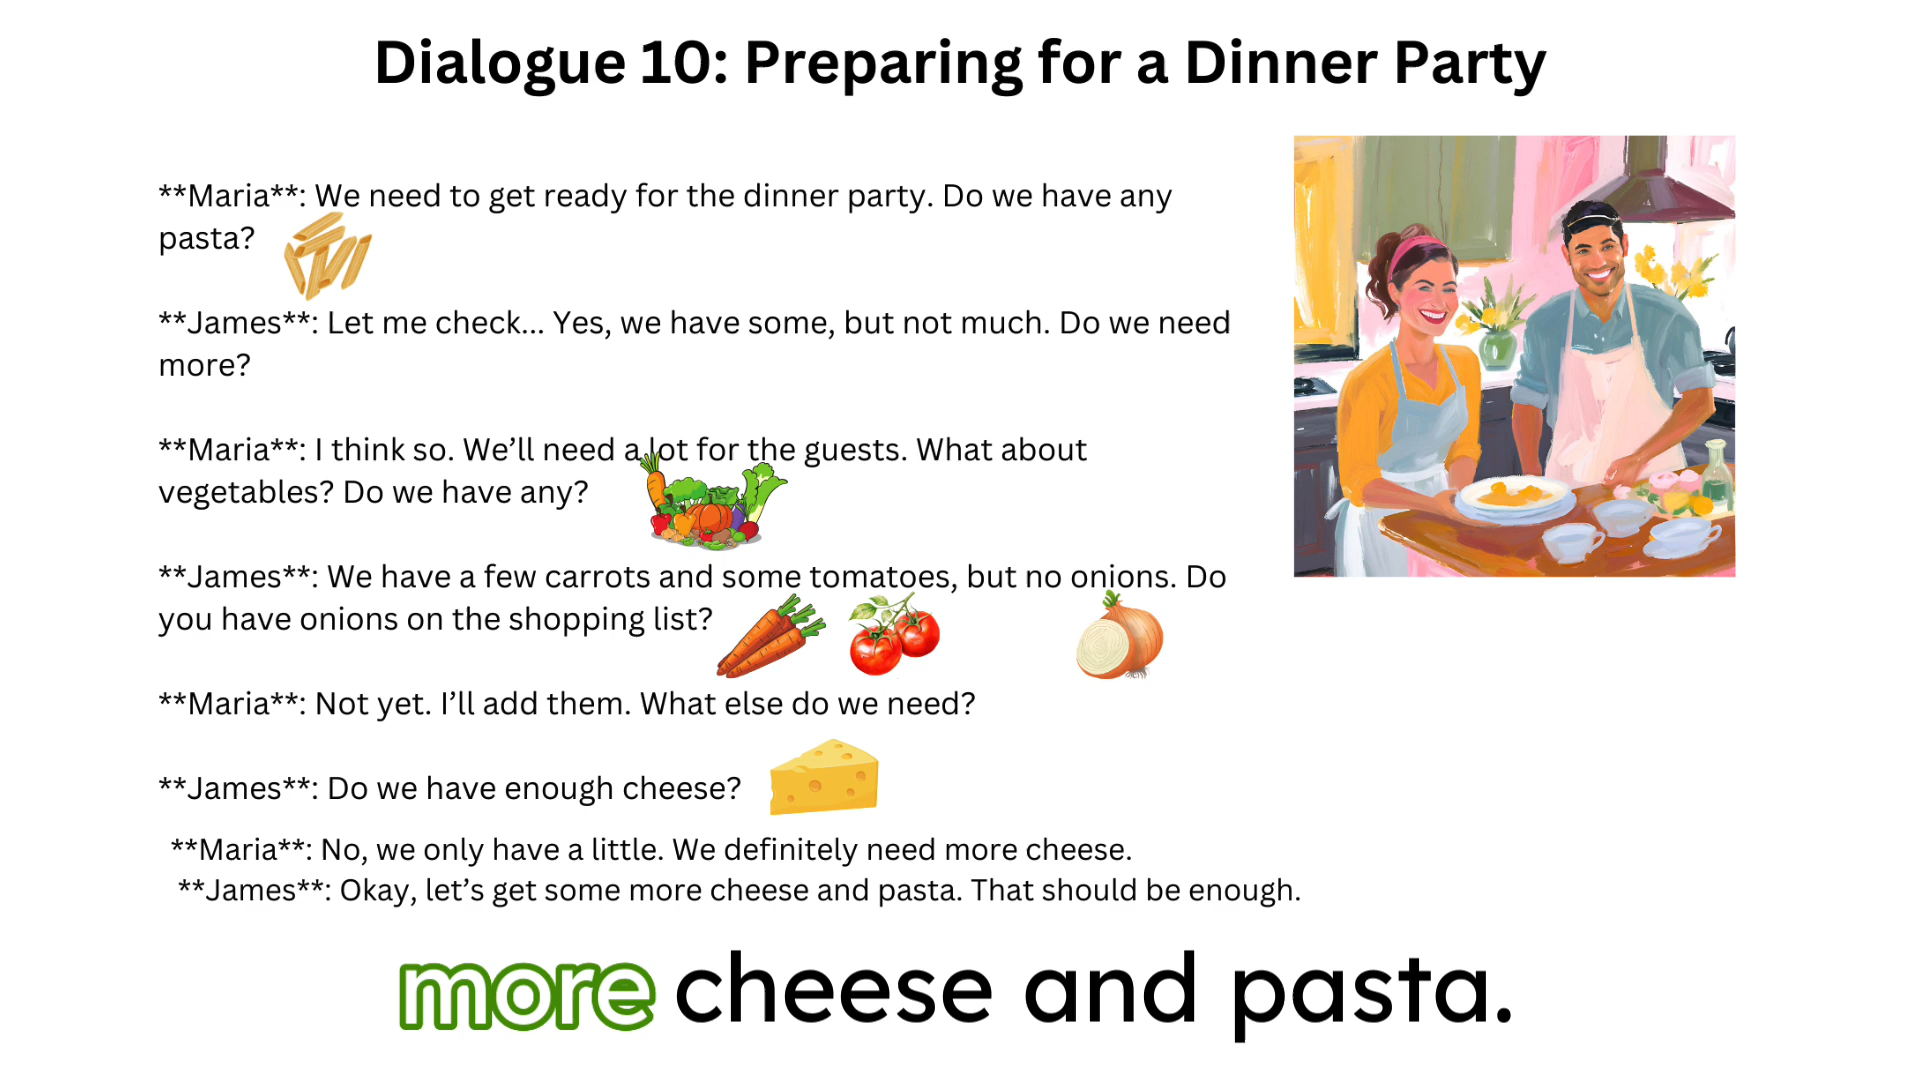 Dialogue 10: Preparing for a Dinner Party
**Maria**: We need to get ready for the dinner party. Do we have any
pasta?
**James**: Let me check... Yes, we have some, but not much. Do we need
more?
**Maria**: I think so. We’ll need a lot for the guests. What about
vegetables? Do we have any?
**James**: We have a few carrots and some tomatoes, but no onions. Do
you have onions on the shopping list?
**Maria**: Not yet. I’ll add them. What else do we need?
**James**: Do we have enough cheese?
**Maria**: No, we only have a little. We definitely need more cheese.
**James**: Okay, let’s get some more cheese and pasta. That should be enough.
more cheese and pasta.